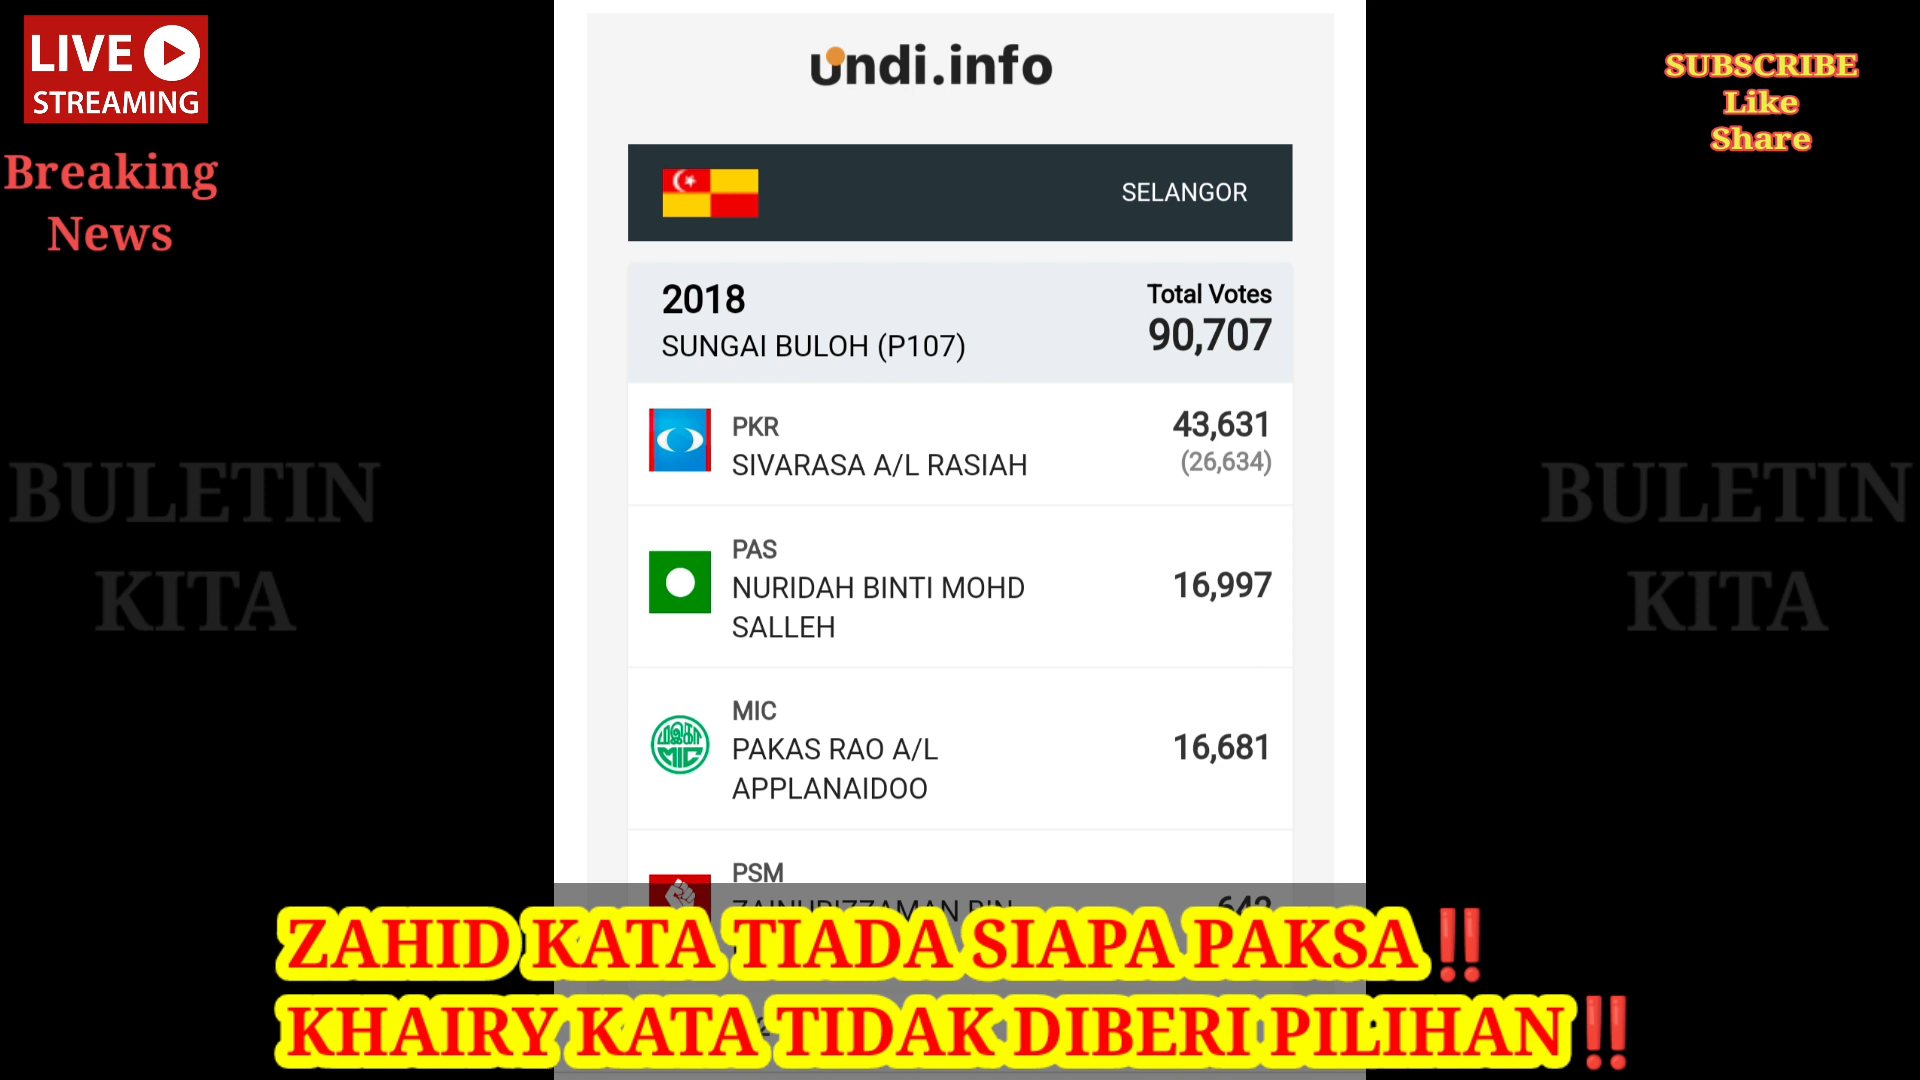 LIVE
STREAMING
Breaking
News
undi.info
SUBSCRIBE
Like
Share
SELANGOR
2018
Total Votes
SUNGAI BULOH (P107)
90,707
PKR
43,631
SIVARASA A/L RASIAH
(26,634)
BULETIN
KITA
BULETIN
KITA
PAS
NURIDAH BINTI MOHD
SALLEH
16,997
MIC
PAKAS RAO A/L
APPLANAIDOO
16,681
PSM
ZAHID KATA TIADA SIAPA PAKSA‼
KHAIRY KATA TIDAK DIBERI PILIHAN‼